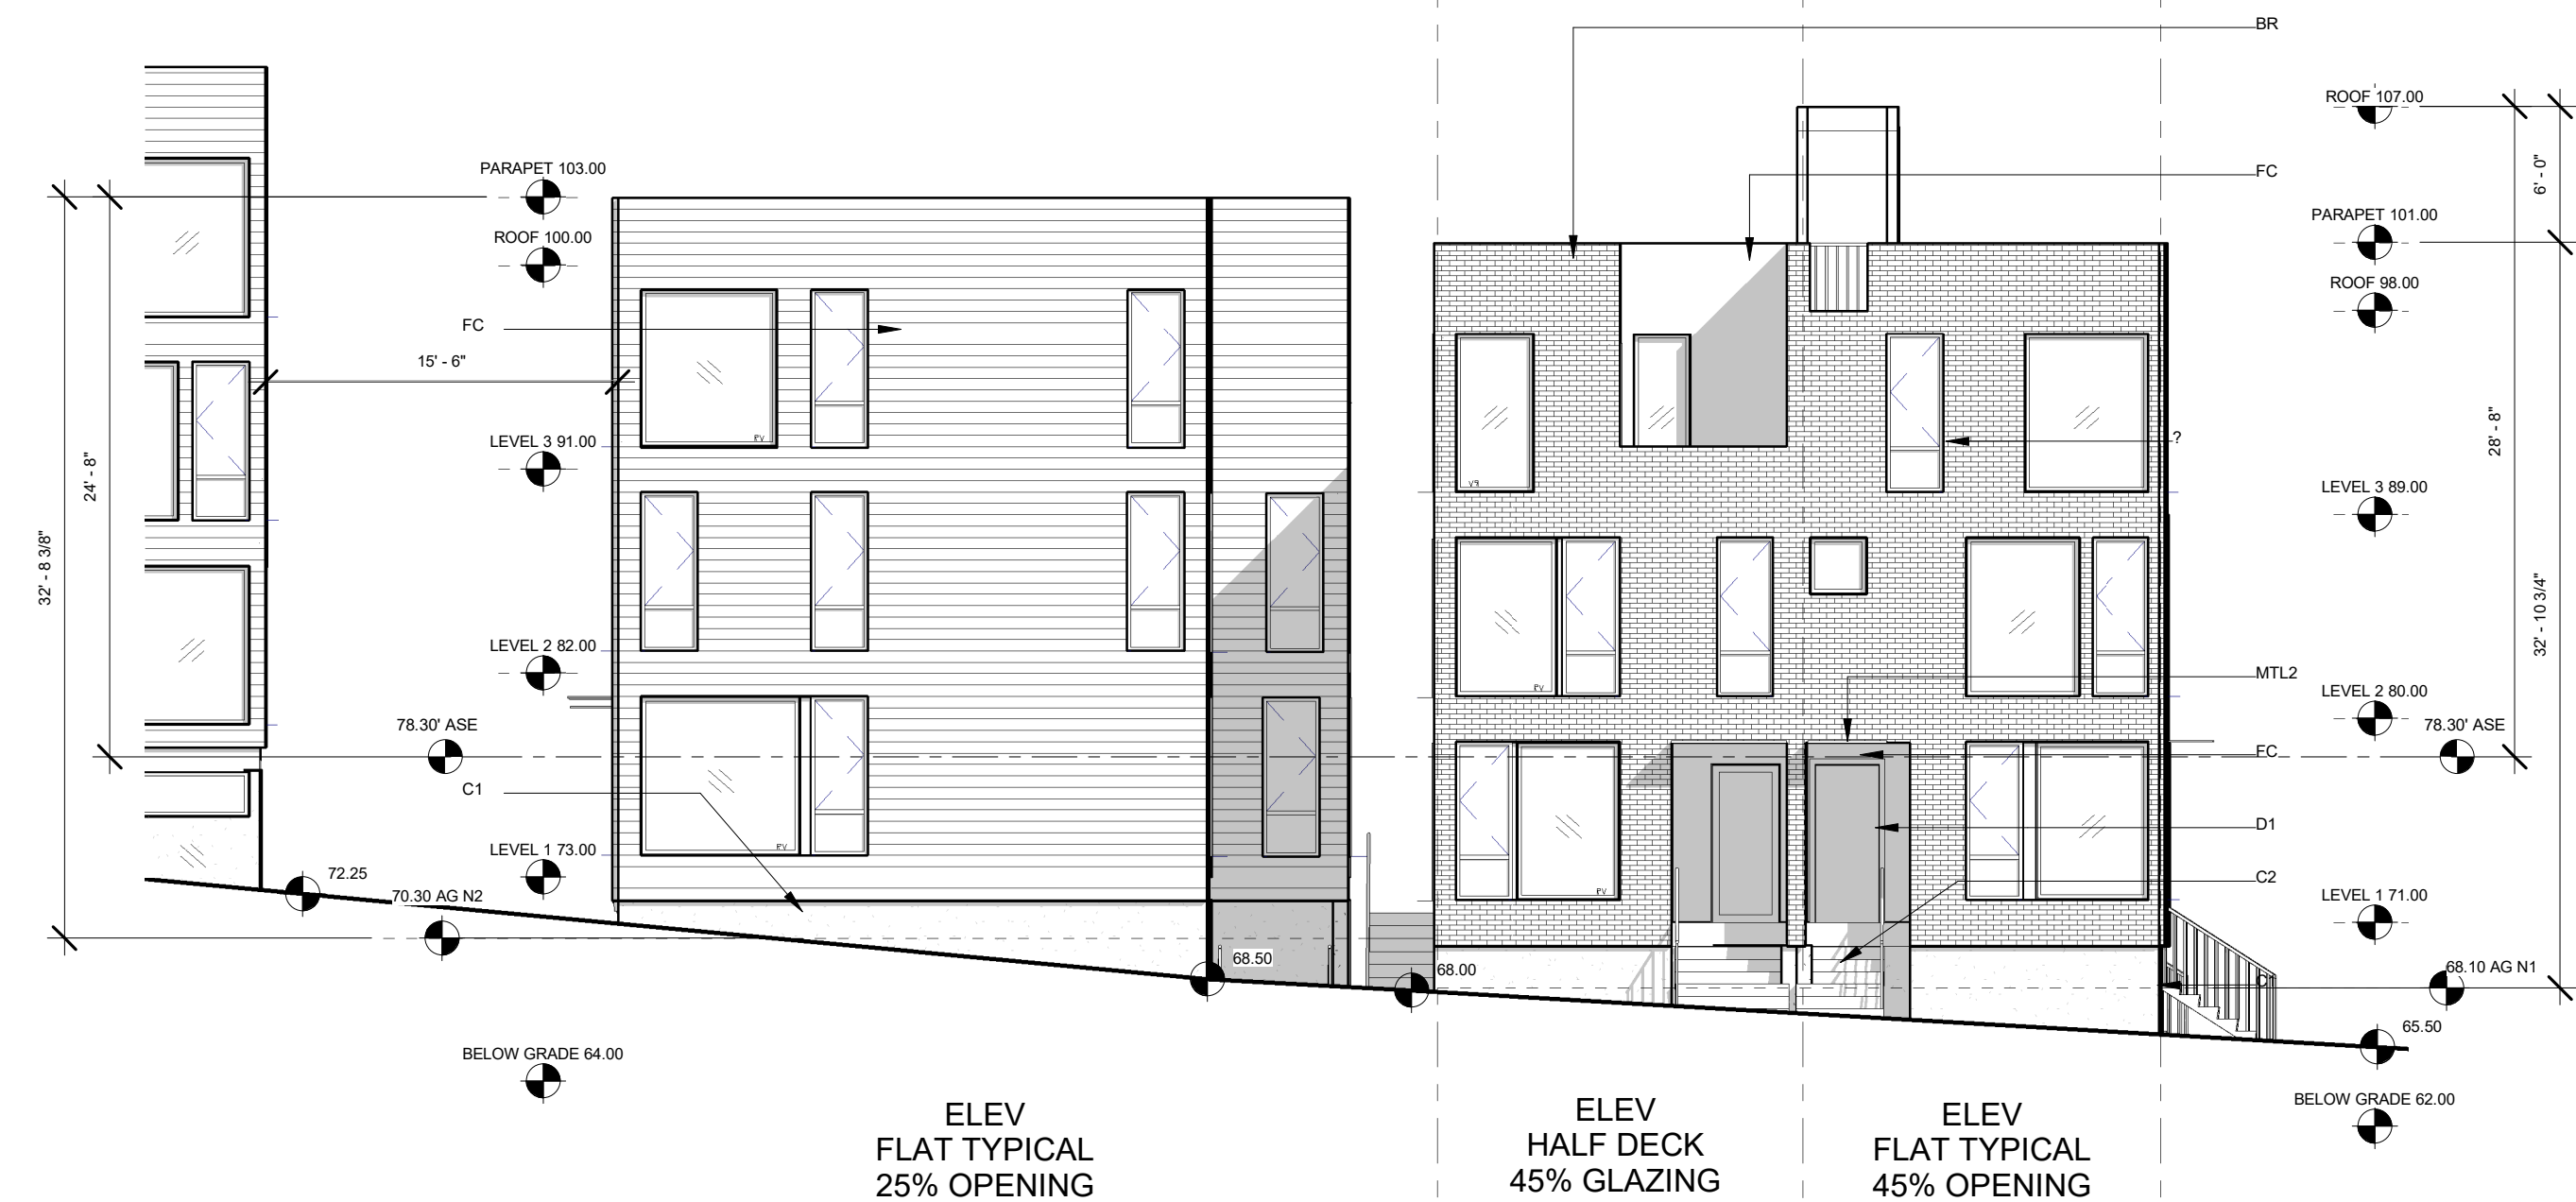 BR
ROOF 107.00
PARAPET 103.00
FC
6' - 0"
PARAPET 101.00
ROOF 100.00
ROOF 98.00
FC
15' - 6"
LEVEL 3 91.00
PV
?
28' - 8"
24' - 8"
LEVEL 3 89.00
32' - 8 3/8"
32' - 10 3/4"
LEVEL 2 82.00
MTL2
PV
LEVEL 2 80.00
78.30' ASE
78.30' ASE
FC
C1
D1
PV
LEVEL 1 73.00
C2
72.25
PV
70.30 AG N2
LEVEL 1 71.00
68.50
68.00
68.10 AG N1
C
65.50
BELOW GRADE 64.00
BELOW GRADE 62.00
ELEV
FLAT TYPICAL
25% OPENING
ELEV
HALF DECK
45% GLAZING
ELEV
FLAT TYPICAL
45% OPENING